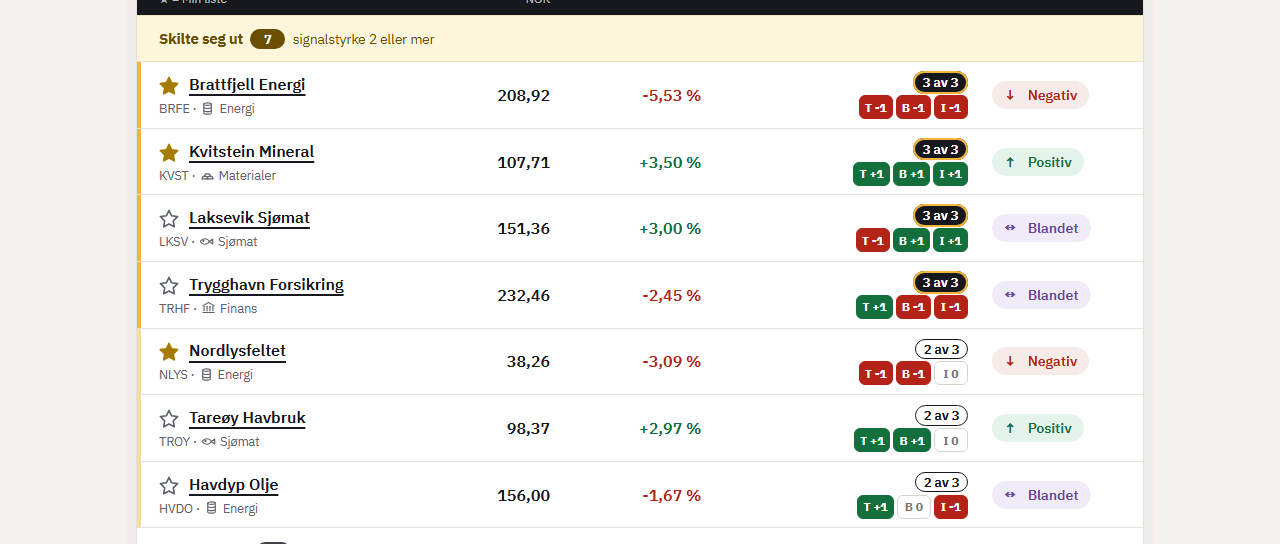 ★ = Min liste NOK
Skilte seg ut 7 signalstyrke 2 eller mer
Brattfjell Energi 208,92 -5,53 % 3 av 3 Negativ
BRFE · Energi T -1 B -1 I -1
Kvitstein Mineral 107,71 +3,50 % 3 av 3 Positiv
KVST · Materialer T +1 B +1 I +1
Laksevik Sjømat 151,36 +3,00 % 3 av 3 Blandet
LKSV · Sjømat T -1 B +1 I +1
Trygghavn Forsikring 232,46 -2,45 % 3 av 3 Blandet
TRHF · Finans T +1 B -1 I -1
Nordlysfeltet 38,26 -3,09 % 2 av 3 Negativ
NLYS · Energi T -1 B -1 I 0
Tareøy Havbruk 98,37 +2,97 % 2 av 3 Positiv
TROY · Sjømat T +1 B +1 I 0
Havdyp Olje 156,00 -1,67 % 2 av 3 Blandet
HVDO · Energi T +1 B 0 I -1